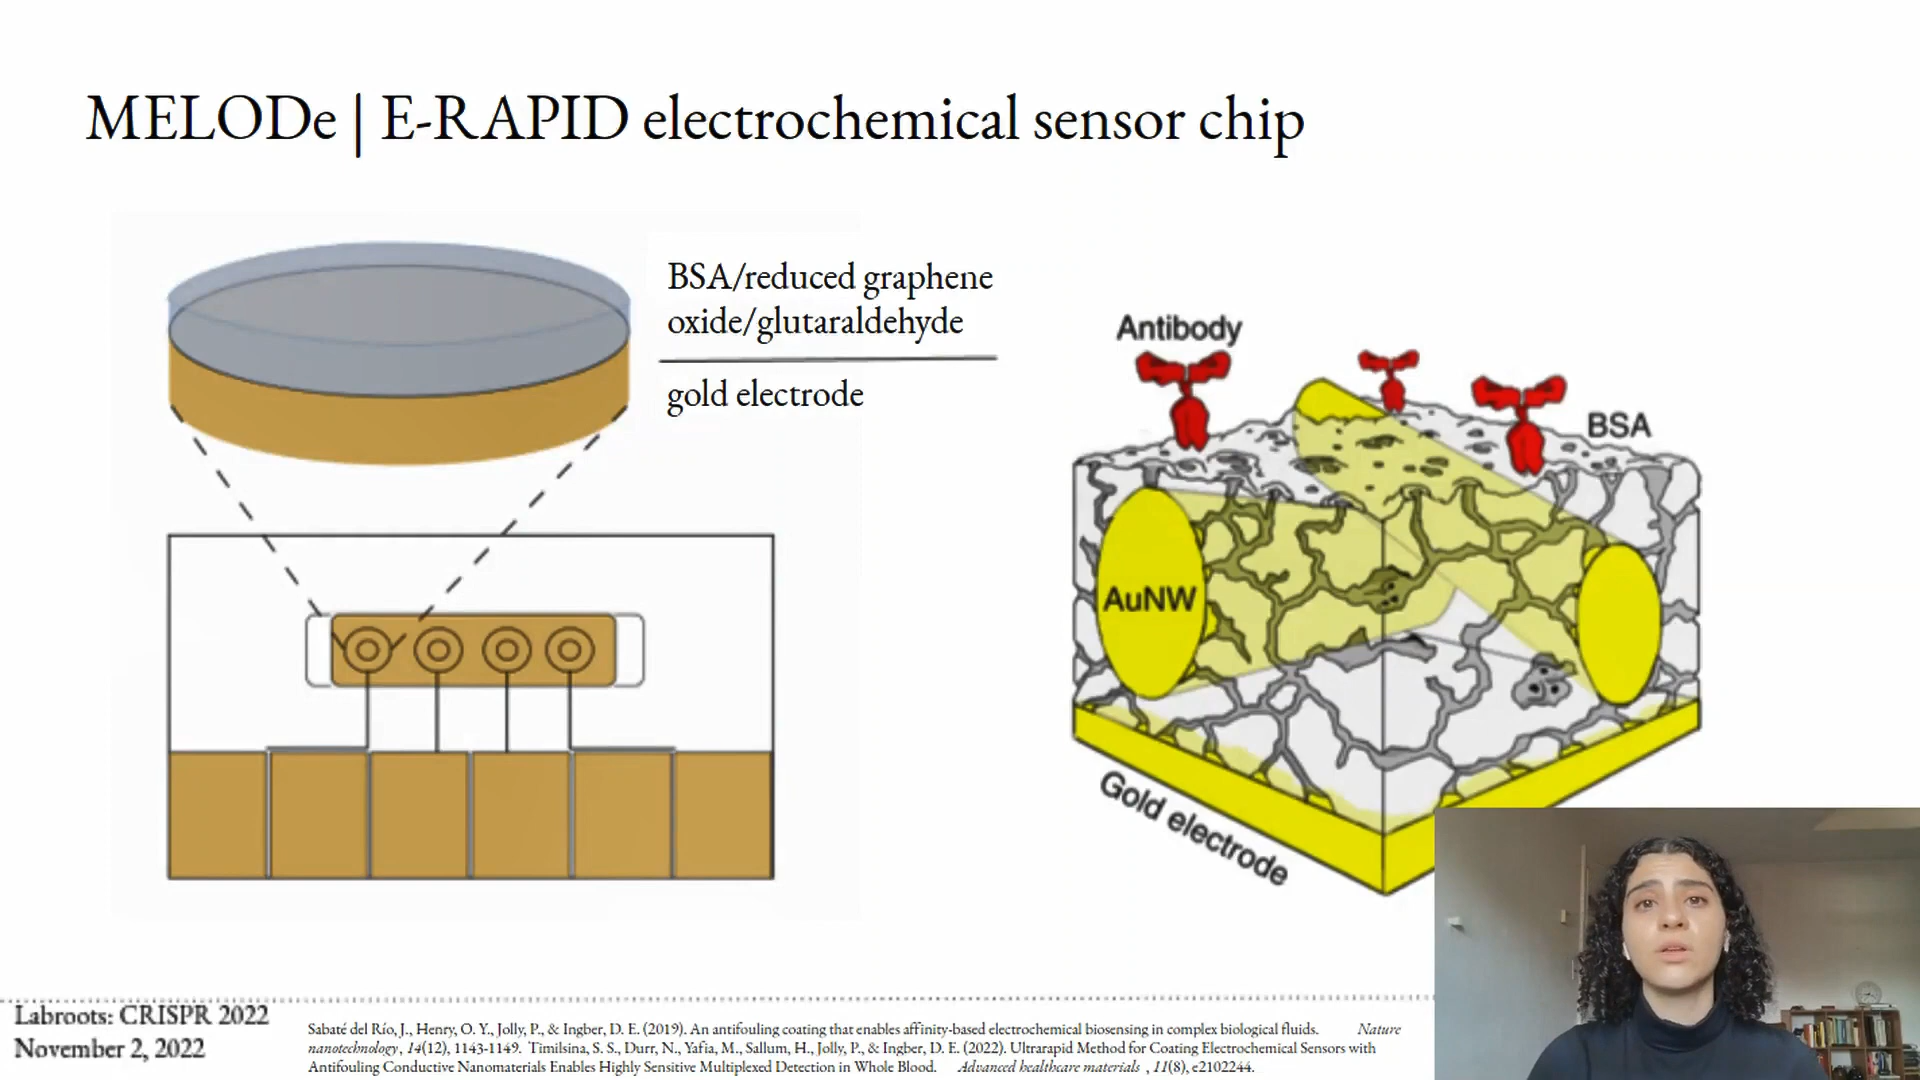 MELODe | E-RAPID electrochemical sensor chip
BSA/reduced graphene
oxide/glutaraldehyde
gold electrode
Antibody
BSA
AuNW
Gold electrode
Labroots: CRISPR 2022
November 2, 2022
Sabaté del Río, J., Henry, O. Y., Jolly, P., & Ingber, D. E. (2019). An antifouling coating that enables affinity-based electrochemical biosensing in complex biological fluids. Nature
nanotechnology, 14(12), 1143-1149. Timilsina, S. S., Durr, N., Yafia, M., Sallum, H., Jolly, P., & Ingber, D. E. (2022). Ultrarapid Method for Coating Electrochemical Sensors with
Antifouling Conductive Nanomaterials Enables Highly Sensitive Multiplexed Detection in Whole Blood. Advanced healthcare materials , 11(8), e2102244.